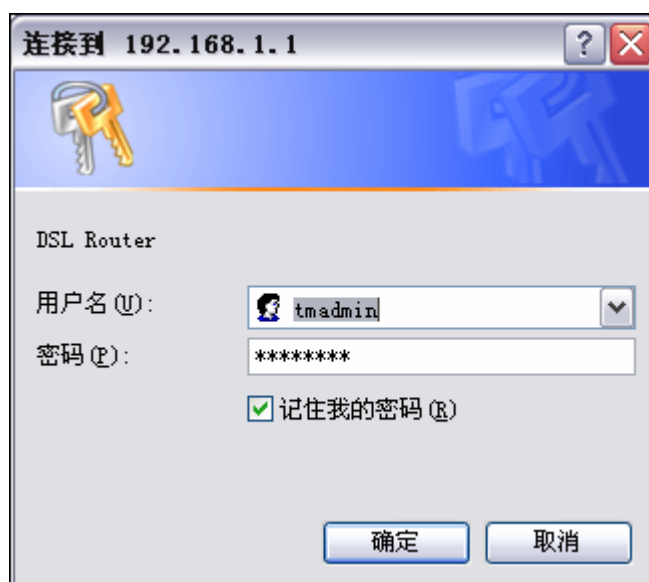 连接到 192.168.1.1
DSL Router
用户名(U):
tmadmin
密码(P):
********
记住我的密码(R)
确定
取消